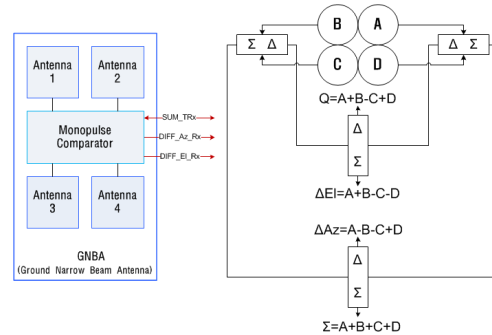 Antenna
1
Antenna
2
Monopulse
Comparator
Antenna
3
Antenna
4
GNBA
(Ground Narrow Beam Antenna)
SUM_TRx
DIFF_Az_Rx
DIFF_El_Rx
Σ Δ
B A
C D
Δ Σ
Q=A+B-C+D
Δ
Σ
ΔEl=A+B-C-D
ΔAz=A-B-C+D
Δ
Σ
Σ=A+B+C+D